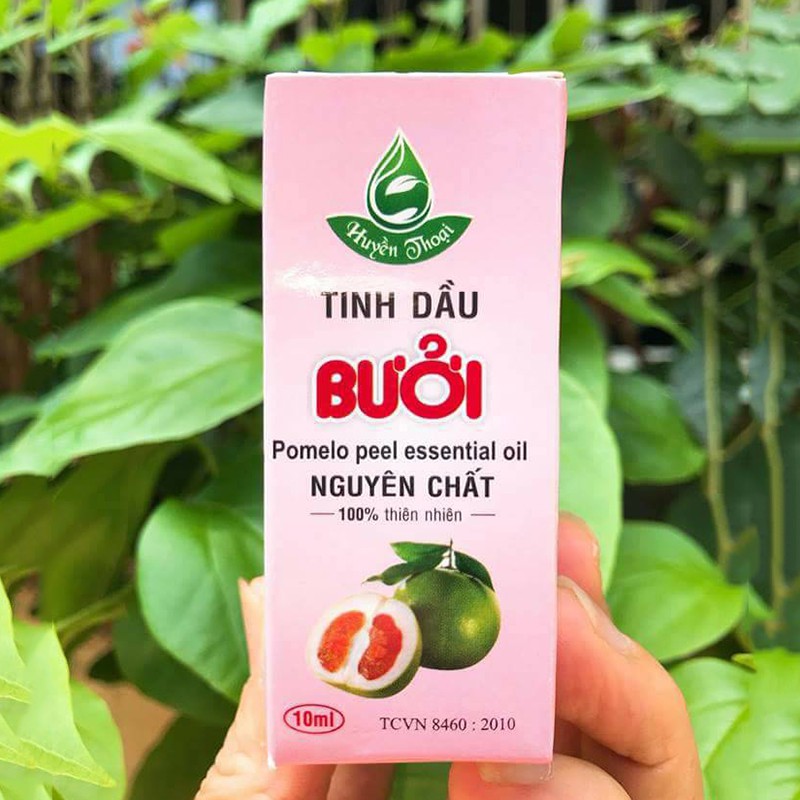 Huyền Thoại
TINH DẦU
BƯỞI
Pomelo peel essential oil
NGUYÊN CHẤT
100% thiên nhiên
10ml
TCVN 8460 : 2010